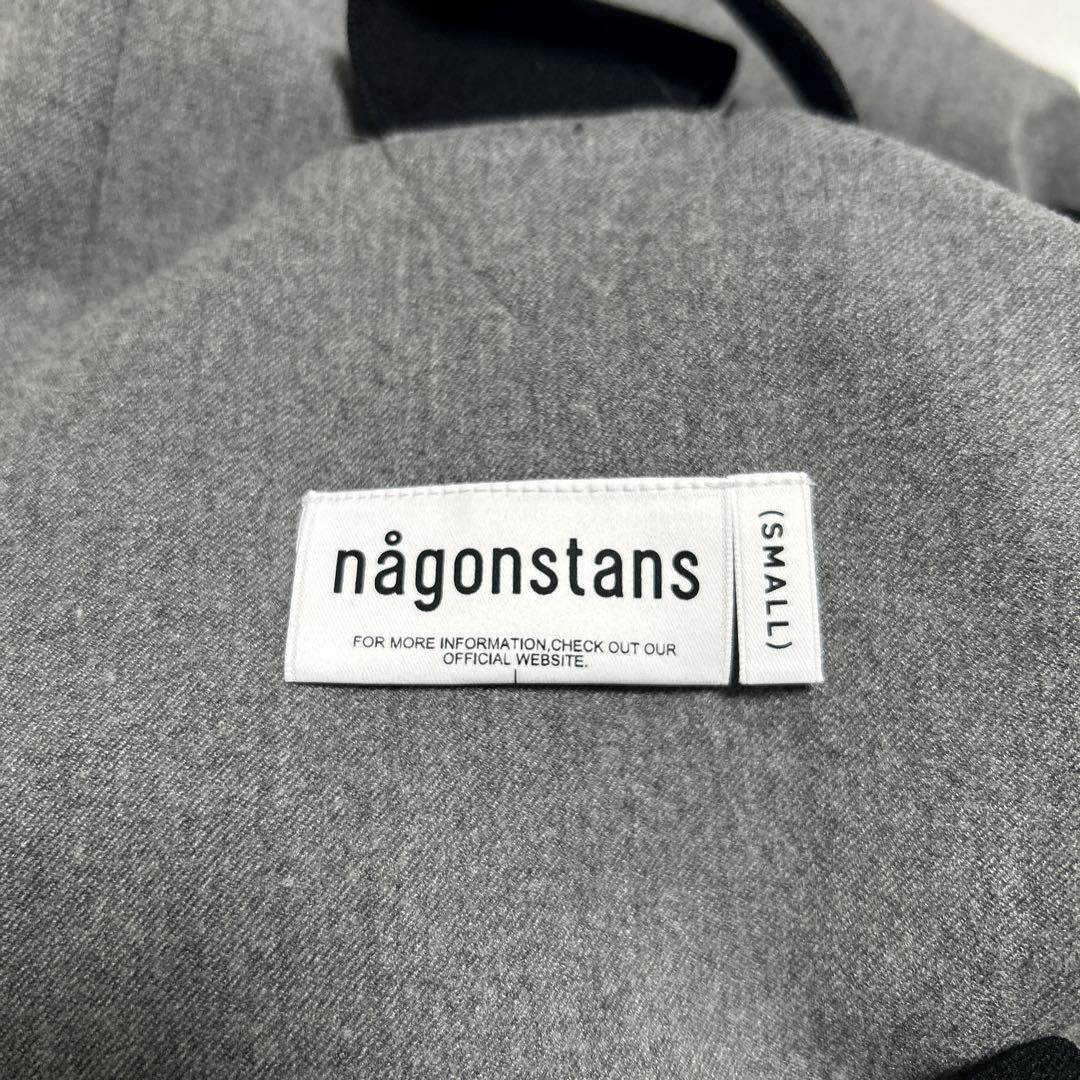 någonstans
FOR MORE INFORMATION,CHECK OUT OUR
OFFICIAL WEBSITE.
(SMALL)